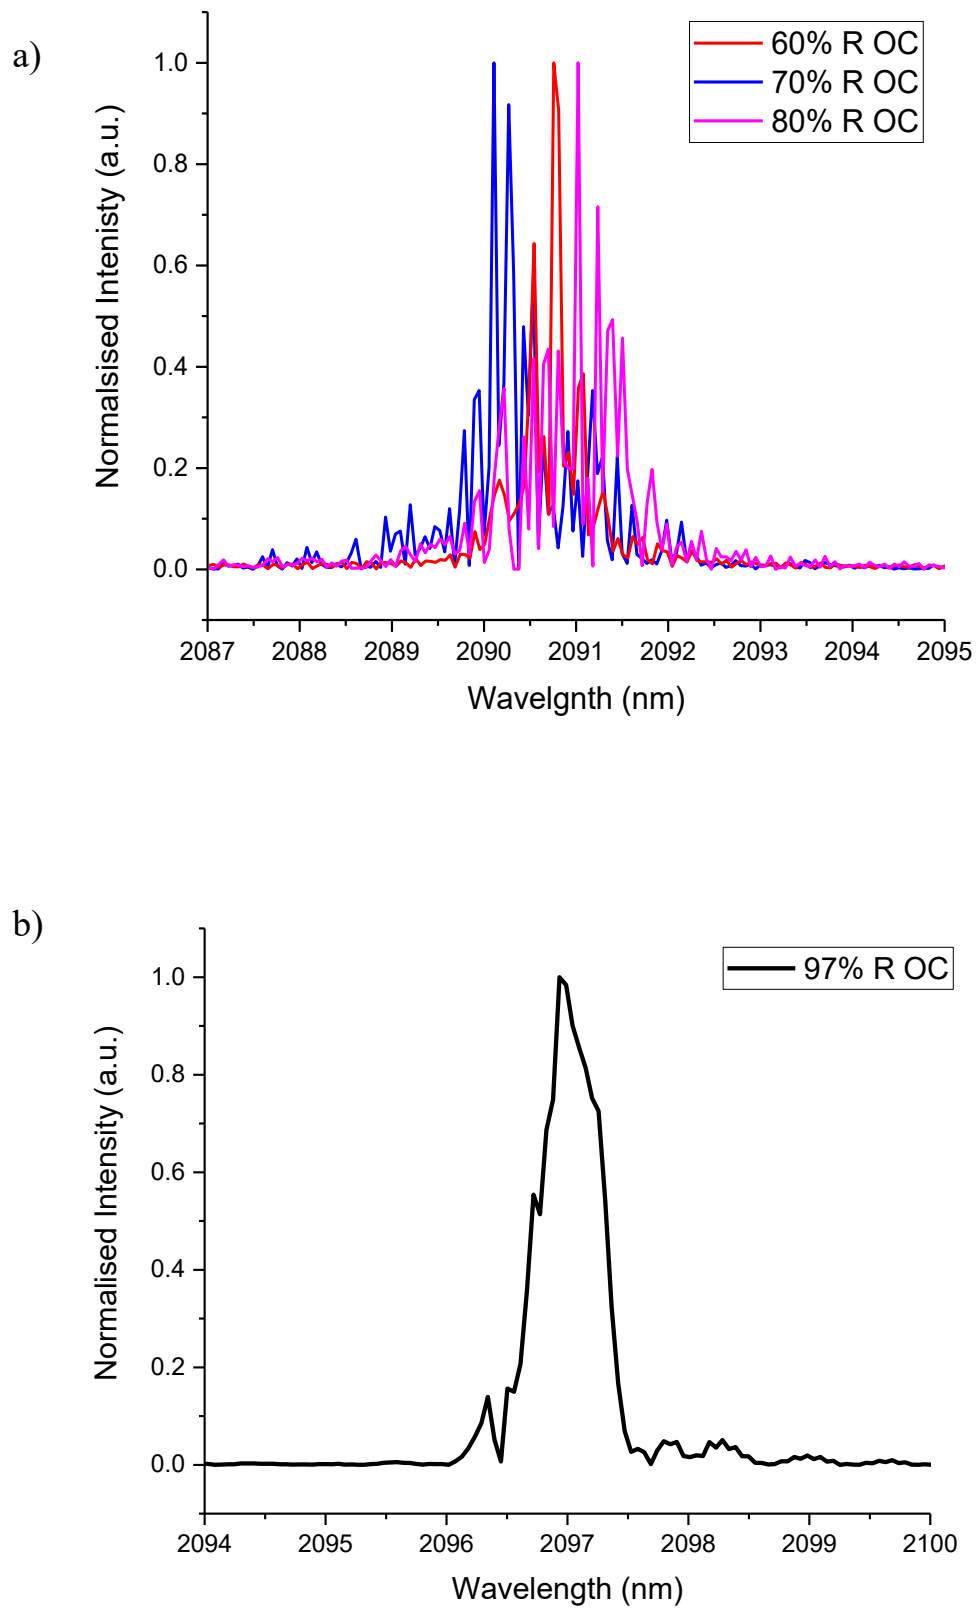 a)
60% R OC
70% R OC
80% R OC
Normalsised Intenisty (a.u.)
1.0
0.8
0.6
0.4
0.2
0.0
2087 2088 2089 2090 2091 2092 2093 2094 2095
Wavelgnth (nm)
b)
97% R OC
Normalised Intensity (a.u.)
1.0
0.8
0.6
0.4
0.2
0.0
2094 2095 2096 2097 2098 2099 2100
Wavelength (nm)